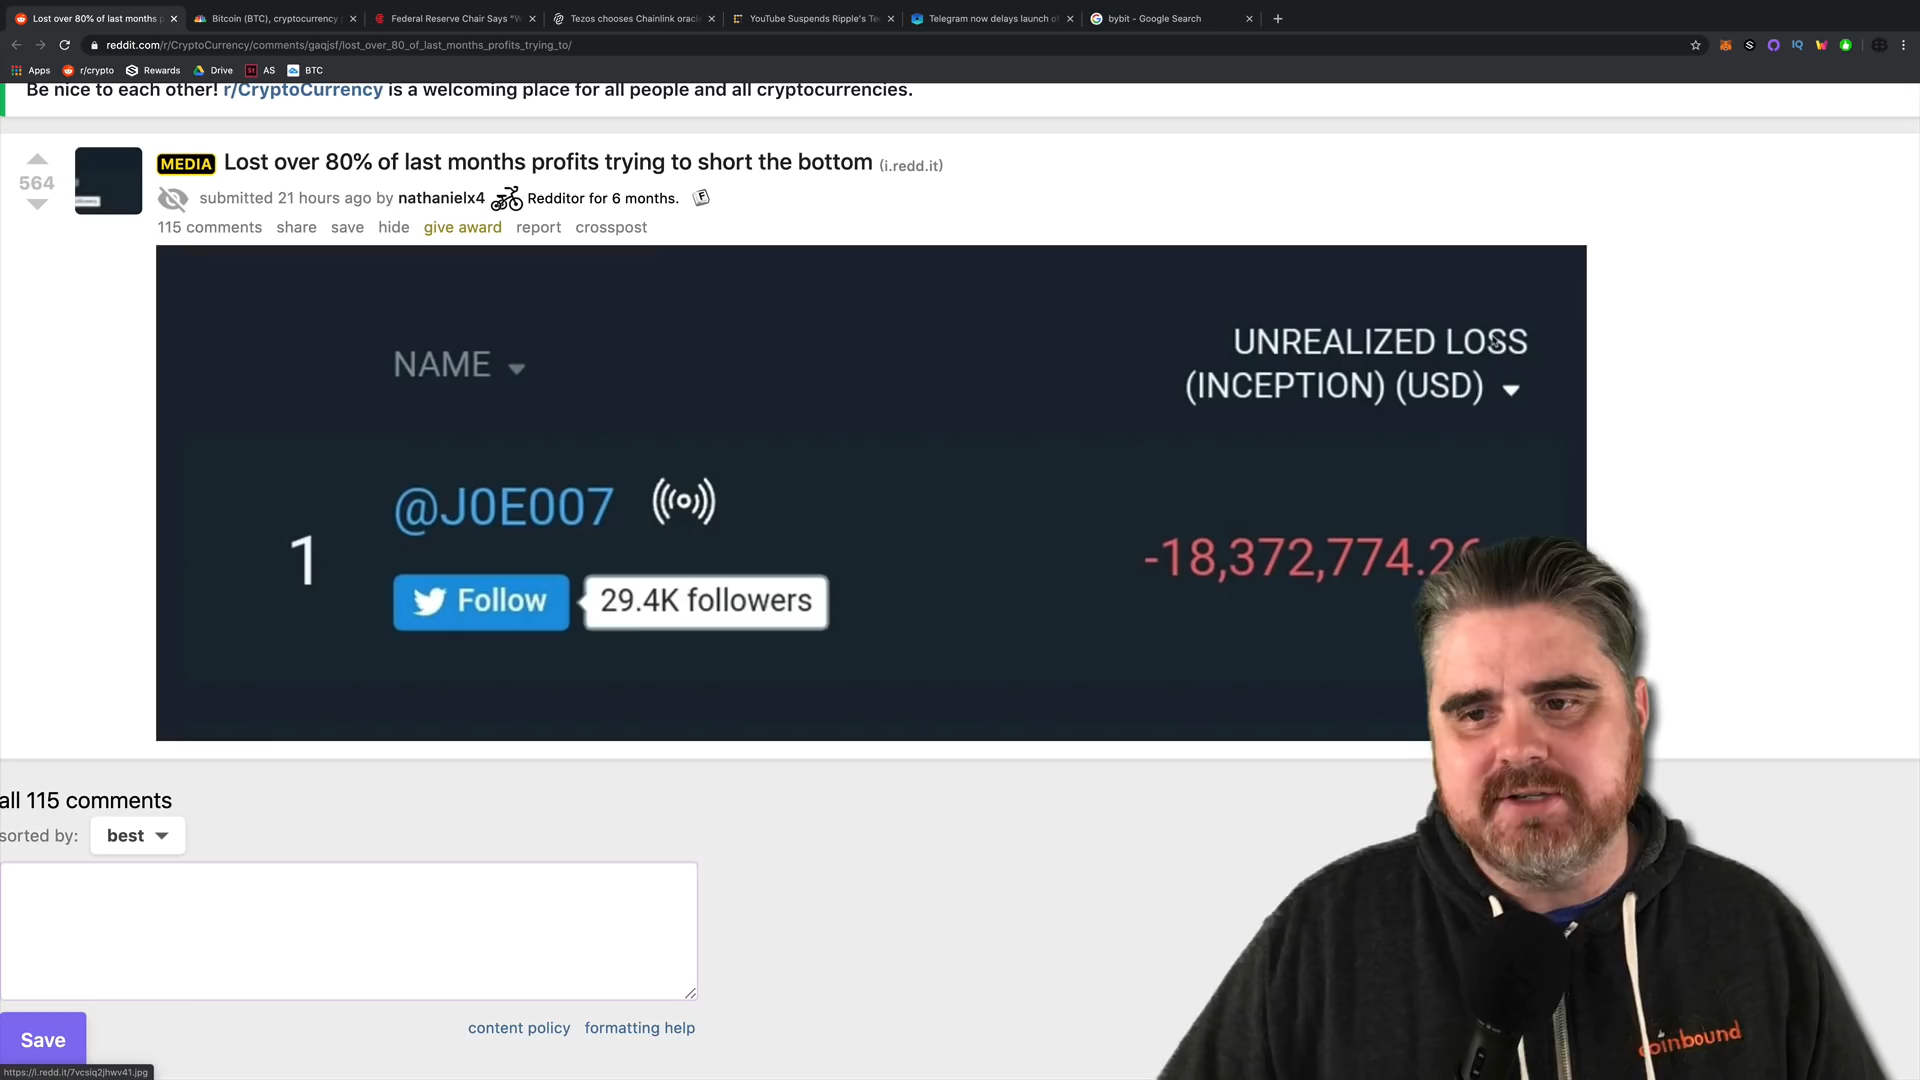 Lost over 80% of last months p
Bitcoin (BTC), cryptocurrency
Federal Reserve Chair Says "W
Tezos chooses Chainlink oracl
YouTube Suspends Ripple's Te
Telegram now delays launch of
bybit - Google Search
reddit.com/r/CryptoCurrency/comments/gaqjsf/lost_over_80_of_last_months_profits_trying_to/
Apps r/crypto Rewards Drive AS BTC
Be nice to each other! r/CryptoCurrency is a welcoming place for all people and all cryptocurrencies.
564
MEDIA Lost over 80% of last months profits trying to short the bottom (i.redd.it)
submitted 21 hours ago by nathanielx4 Redditor for 6 months. F
115 comments share save hide give award report crosspost
NAME
UNREALIZED LOSS
(INCEPTION) (USD)
1
@J0E007
-18,372,774.26
Follow 29.4K followers
all 115 comments
sorted by: best
content policy formatting help
Save
https://i.redd.it/7vcsiq2jhwv41.jpg
coinbound